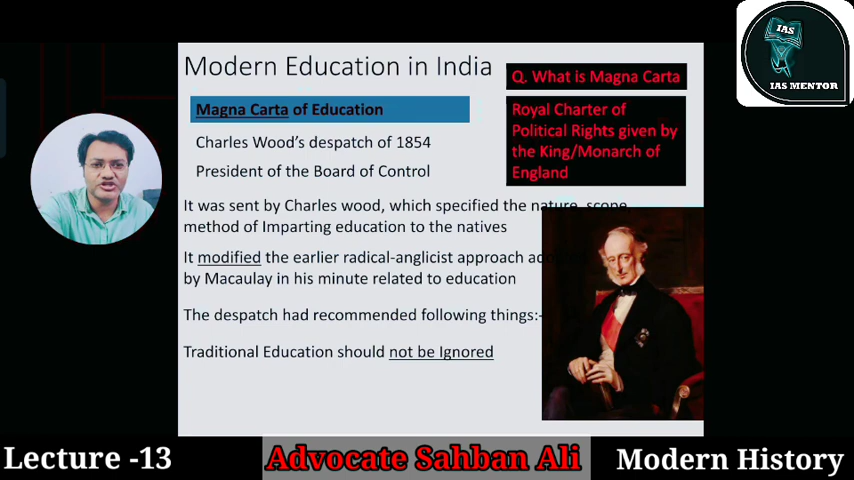 IAS
IAS MENTOR
Modern Education in India
Q. What is Magna Carta
Magna Carta of Education
Royal Charter of
Political Rights given by
the King/Monarch of
England
Charles Wood's despatch of 1854
President of the Board of Control
It was sent by Charles wood, which specified the nature, scope,
method of Imparting education to the natives
It modified the earlier radical-anglicist approach
by Macaulay in his minute related to education
The despatch had recommended following things:-
Traditional Education should not be Ignored
Lecture -13
Advocate Sahban Ali
Modern History